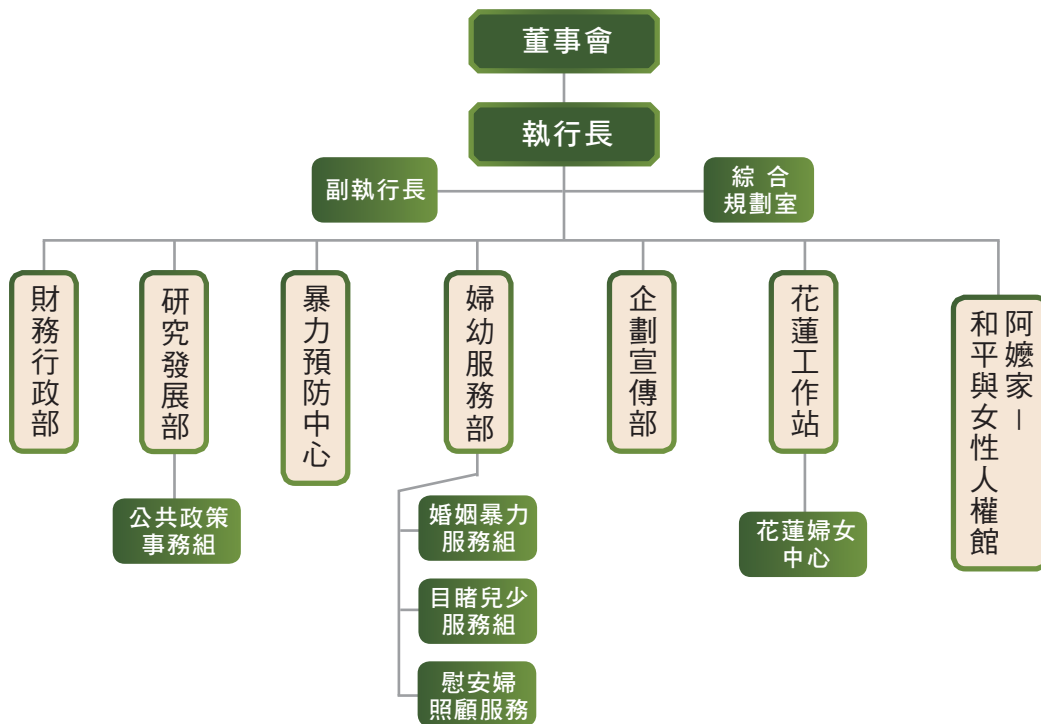 董事會
執行長
副執行長
綜合
規劃室
財務行政部
研究發展部
暴力預防中心
婦幼服務部
企劃宣傳部
花蓮工作站
阿嬤家－
和平與女性人權館
公共政策
事務組
婚姻暴力
服務組
目睹兒少
服務組
慰安婦
照顧服務
花蓮婦女
中心